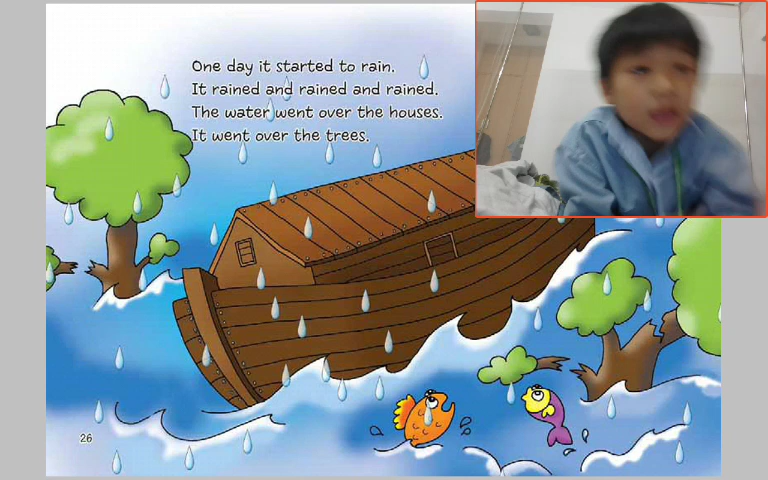 One day it started to rain.
It rained and rained and rained.
The water went over the houses.
It went over the trees.
26